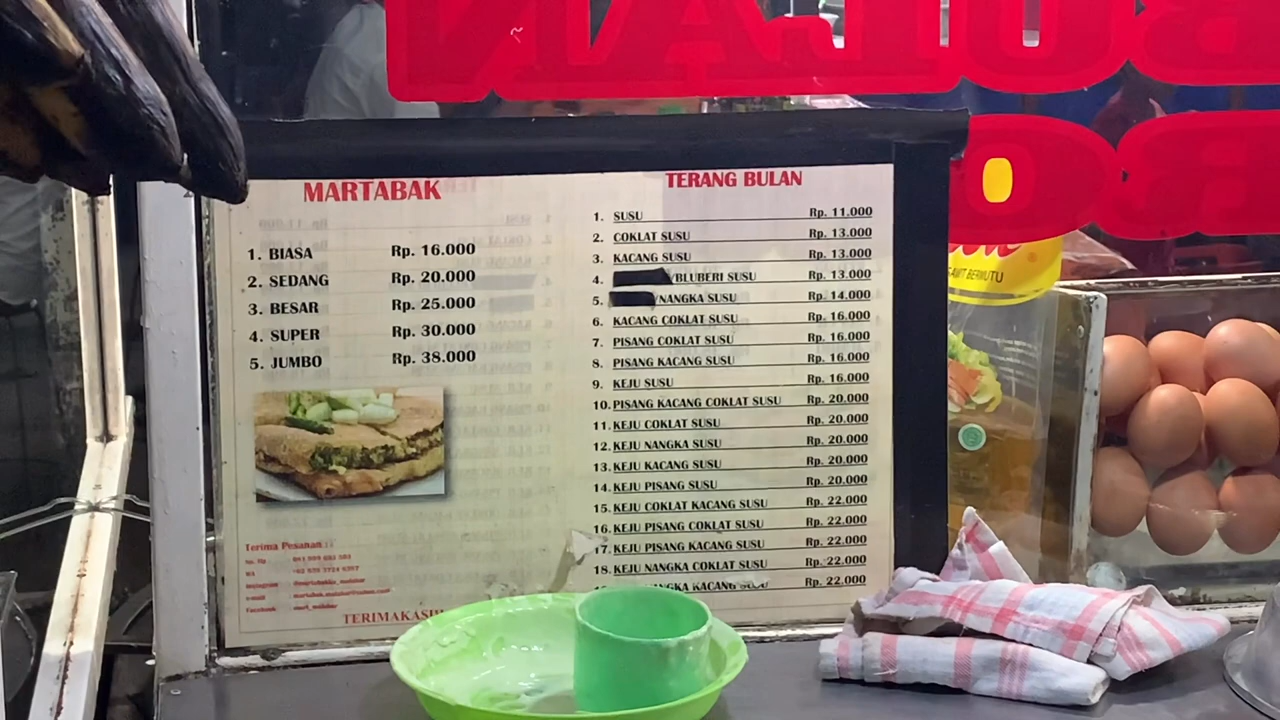 MARTABAK
1. BIASA Rp. 16.000
2. SEDANG Rp. 20.000
3. BESAR Rp. 25.000
4. SUPER Rp. 30.000
5. JUMBO Rp. 38.000
Terima Pesanan :
Instagram
e-mail
Facebook
TERIMAKASIH
TERANG BULAN
1. SUSU Rp. 11.000
2. COKLAT SUSU Rp. 13.000
3. KACANG SUSU Rp. 13.000
4. /BLUBERI SUSU Rp. 13.000
5. /NANGKA SUSU Rp. 14.000
6. KACANG COKLAT SUSU Rp. 16.000
7. PISANG COKLAT SUSU Rp. 16.000
8. PISANG KACANG SUSU Rp. 16.000
9. KEJU SUSU Rp. 16.000
10. PISANG KACANG COKLAT SUSU Rp. 20.000
11. KEJU COKLAT SUSU Rp. 20.000
12. KEJU NANGKA SUSU Rp. 20.000
13. KEJU KACANG SUSU Rp. 20.000
14. KEJU PISANG SUSU Rp. 20.000
15. KEJU COKLAT KACANG SUSU Rp. 22.000
16. KEJU PISANG COKLAT SUSU Rp. 22.000
17. KEJU PISANG KACANG SUSU Rp. 22.000
18. KEJU NANGKA COKLAT SUSU Rp. 22.000
NANGKA KACANG SUSU Rp. 22.000
BULAN
BERMUTU